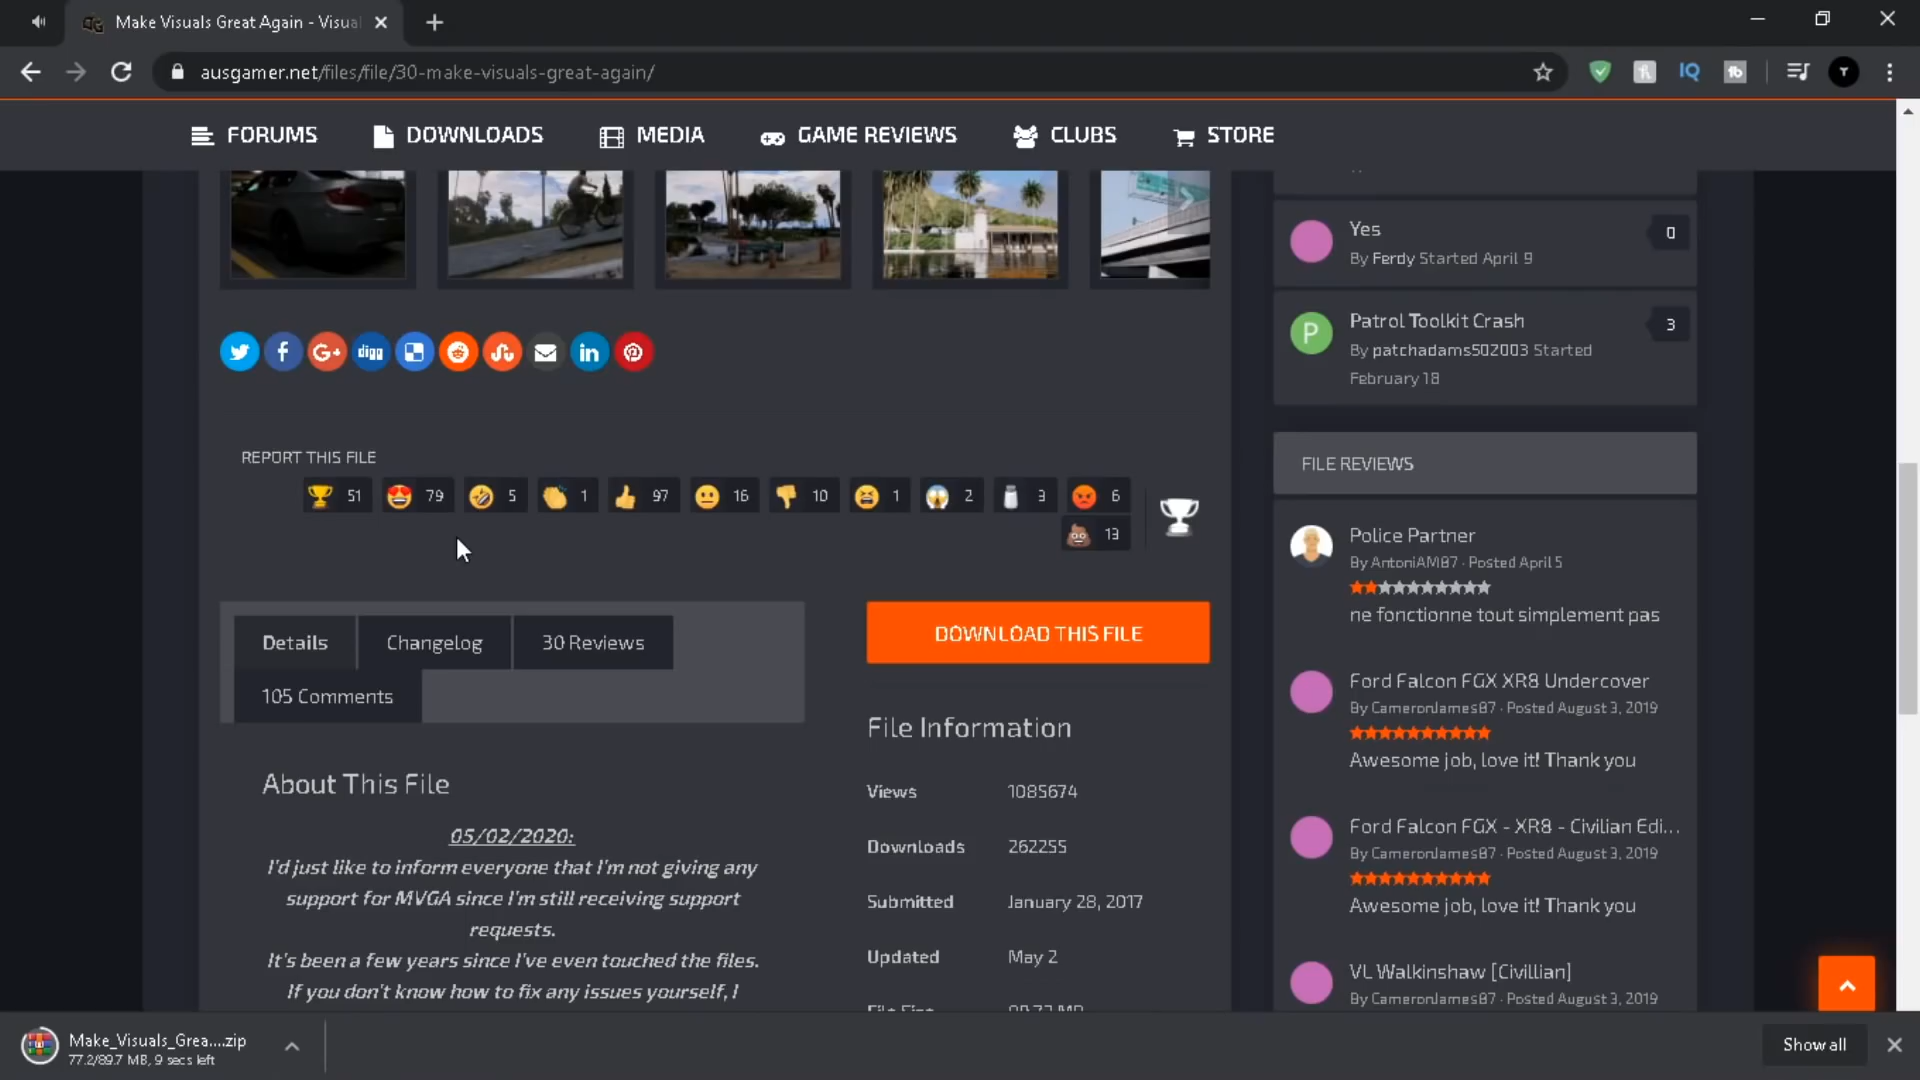 Make Visuals Great Again - Visual
ausgamer.net/files/file/30-make-visuals-great-again/
IQ
tb
T
FORUMS
DOWNLOADS
MEDIA
GAME REVIEWS
CLUBS
STORE
Yes
0
By Ferdy Started April 9
P
Patrol Toolkit Crash
3
By patchadams502003 Started
February 18
G+
digg
in
REPORT THIS FILE
51
79
5
1
97
16
10
1
2
3
6
13
FILE REVIEWS
Police Partner
By AntoniAM87 · Posted April 5
ne fonctionne tout simplement pas
Ford Falcon FGX XR8 Undercover
By CameronJames87 · Posted August 3, 2019
Awesome job, love it! Thank you
Ford Falcon FGX - XR8 - Civilian Edi...
By CameronJames87 · Posted August 3, 2019
Awesome job, love it! Thank you
VL Walkinshaw [Civillian]
By CameronJames87 · Posted August 3, 2019
Details
Changelog
30 Reviews
105 Comments
DOWNLOAD THIS FILE
About This File
05/02/2020:
I'd just like to inform everyone that I'm not giving any
support for MVGA since I'm still receiving support
requests.
It's been a few years since I've even touched the files.
If you don't know how to fix any issues yourself, I
File Information
Views 1085674
Downloads 262255
Submitted January 28, 2017
Updated May 2
Make_Visuals_Grea....zip
77.2/89.7 MB, 9 secs left
Show all